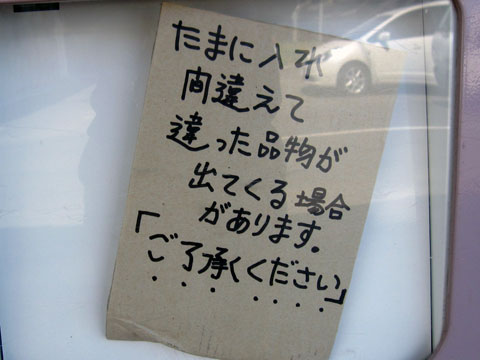 たまに入れ
間違えて
違った品物が
出てくる場合
があります。
「ご了承ください」